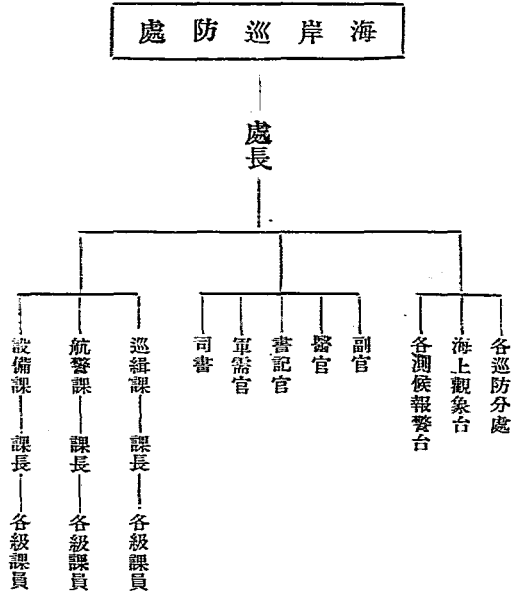 海岸巡防處
處長
各巡防分處
海上觀象台
各測候報警台
副官
醫官
書記官
軍需官
司書
巡緝課
課長
各級課員
航警課
課長
各級課員
設備課
課長
各級課員